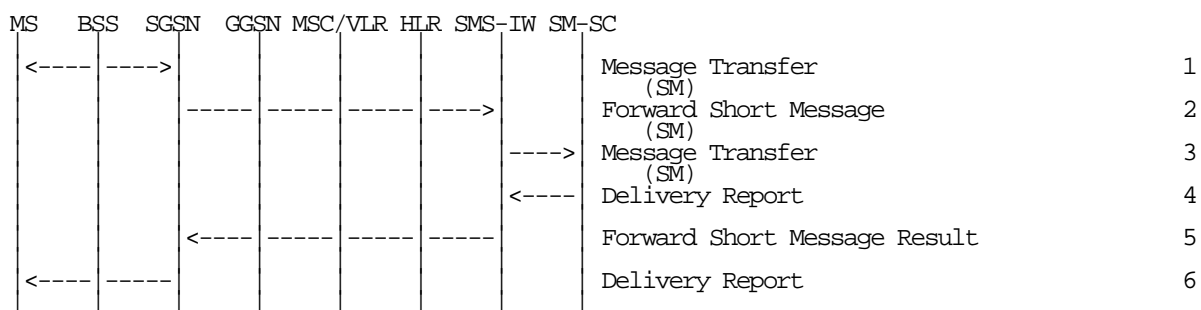 MS BSS SGSN GGSN MSC/VLR HLR SMS-IW SM-SC
Message Transfer 1
(SM)
Forward Short Message 2
(SM)
Message Transfer 3
(SM)
Delivery Report 4
Forward Short Message Result 5
Delivery Report 6